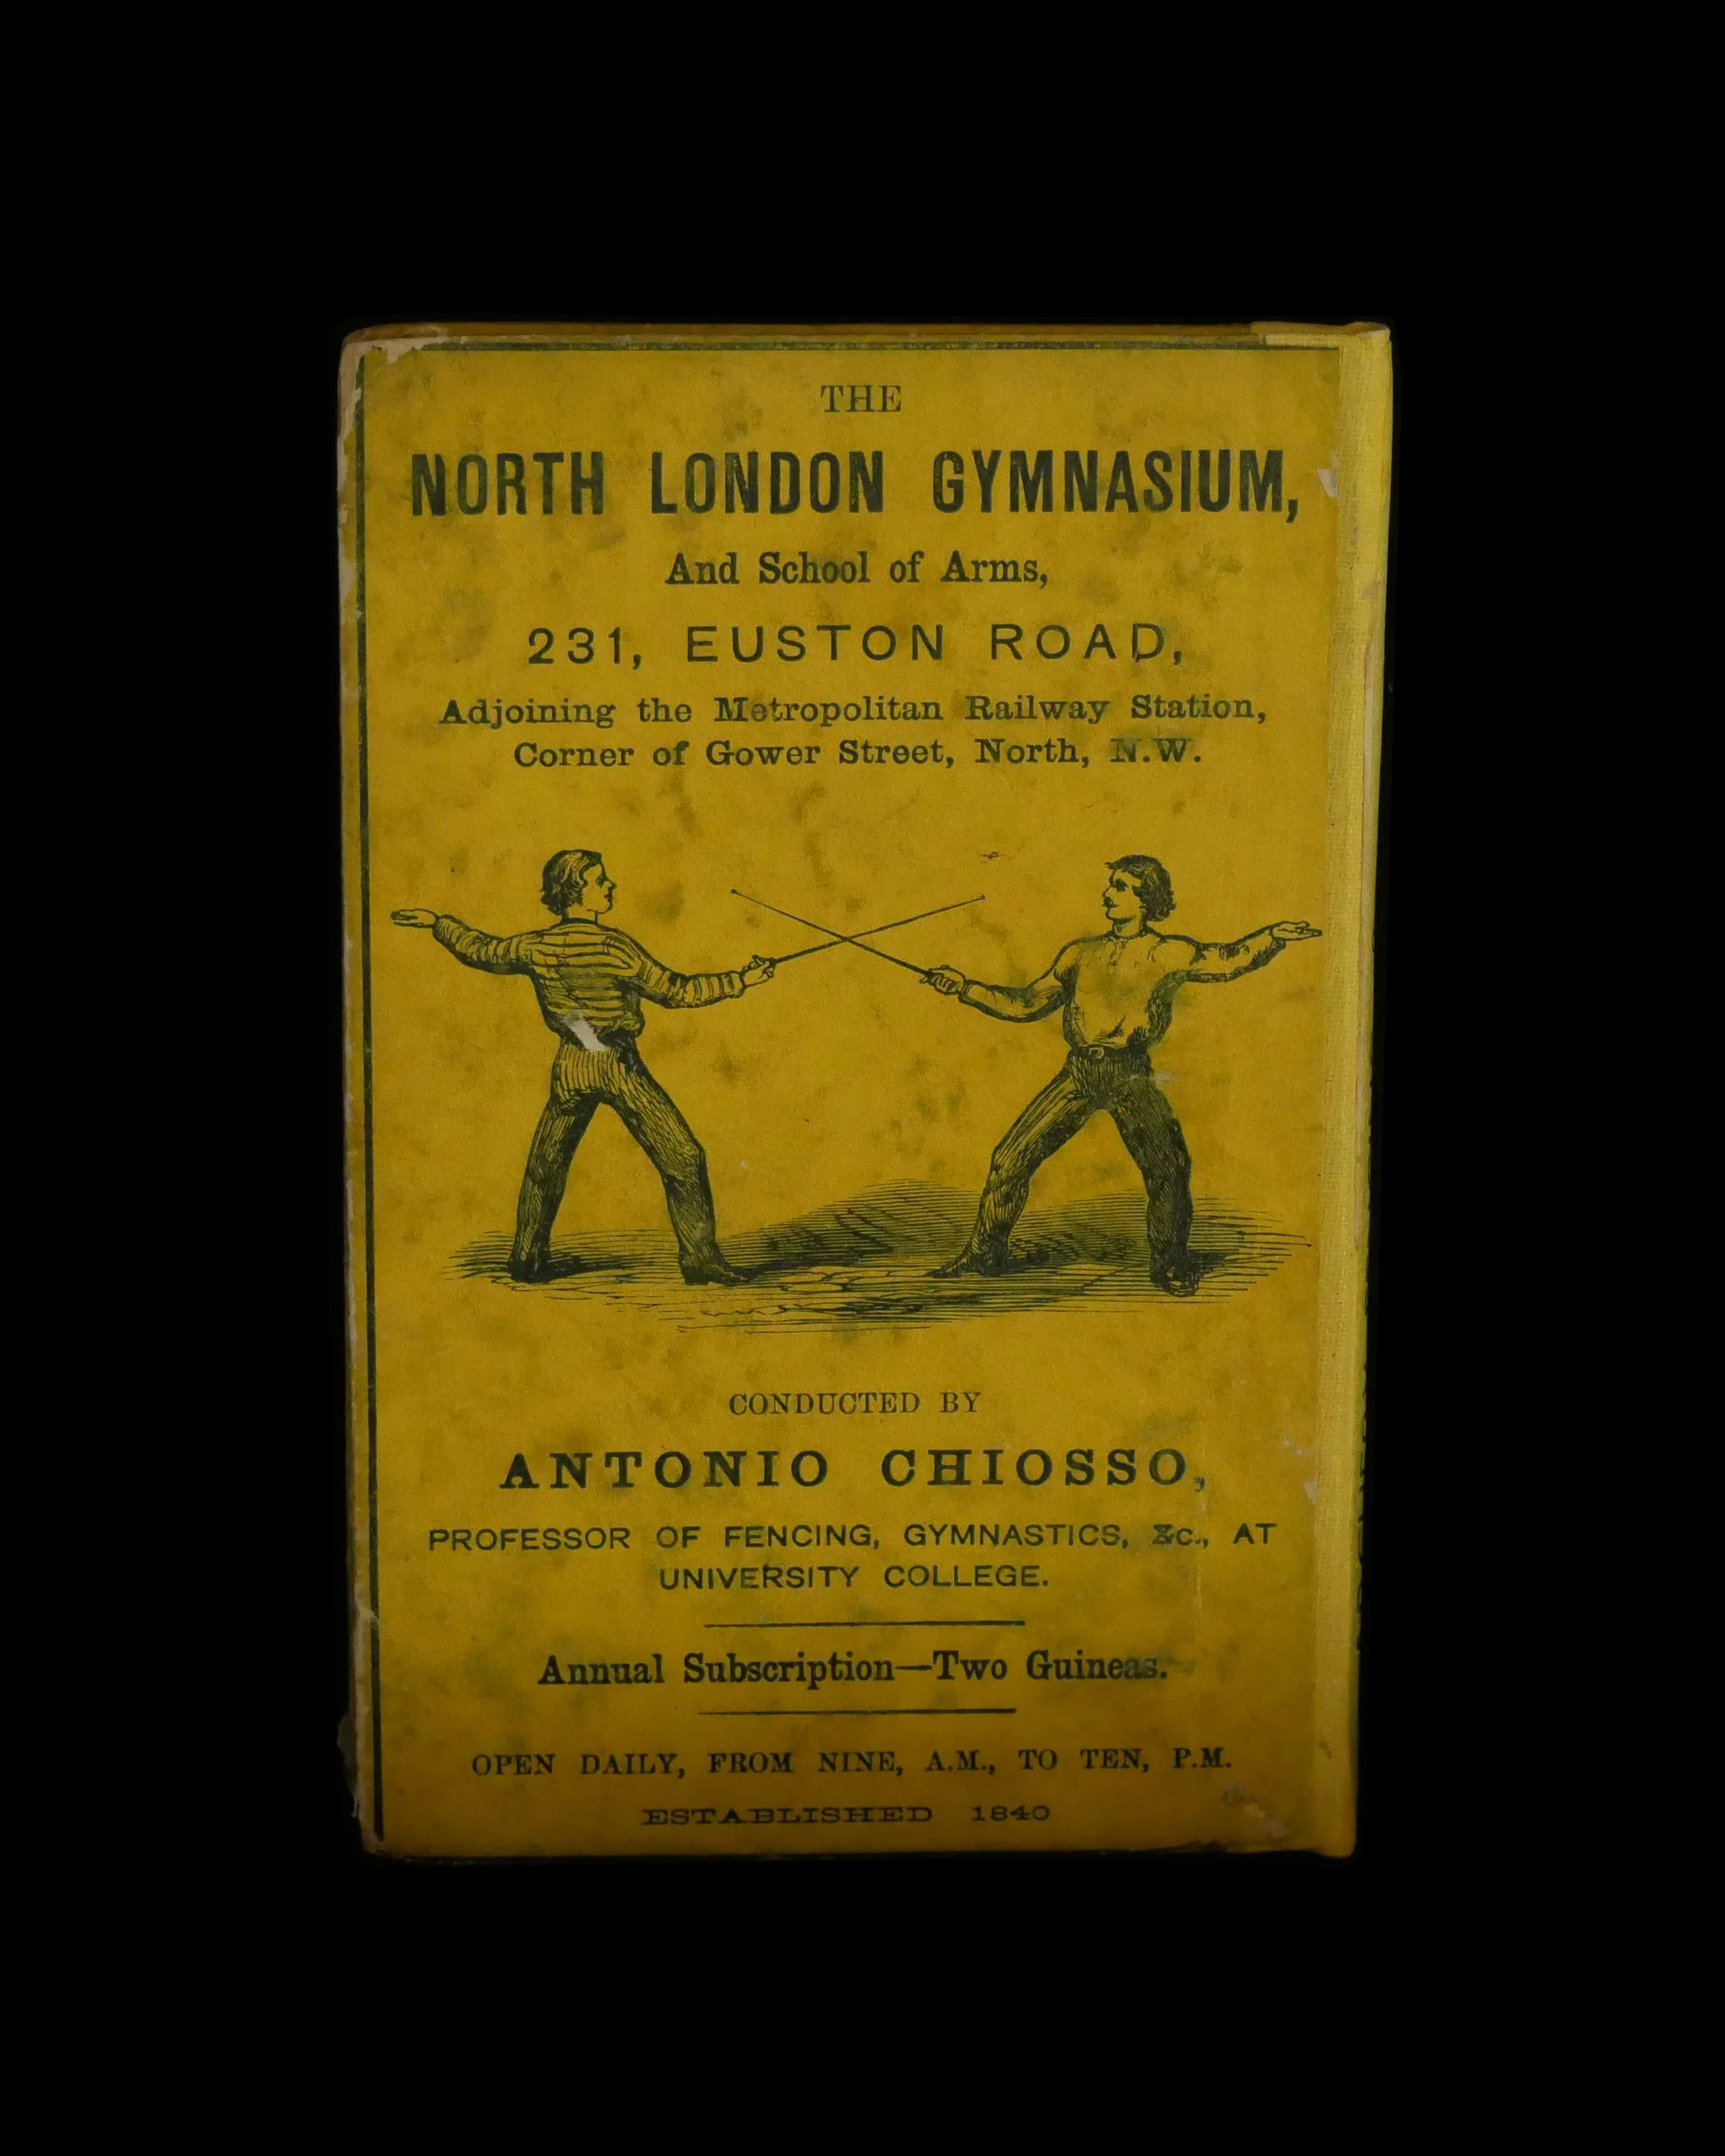 THE
NORTH LONDON GYMNASIUM,
And School of Arms,
231, EUSTON ROAD,
Adjoining the Metropolitan Railway Station,
Corner of Gower Street, North, N.W.
CONDUCTED BY
ANTONIO CHIOSSO,
PROFESSOR OF FENCING, GYMNASTICS, &c., AT
UNIVERSITY COLLEGE.
Annual Subscription—Two Guineas.
OPEN DAILY, FROM NINE, A.M., TO TEN, P.M.
ESTABLISHED 1840